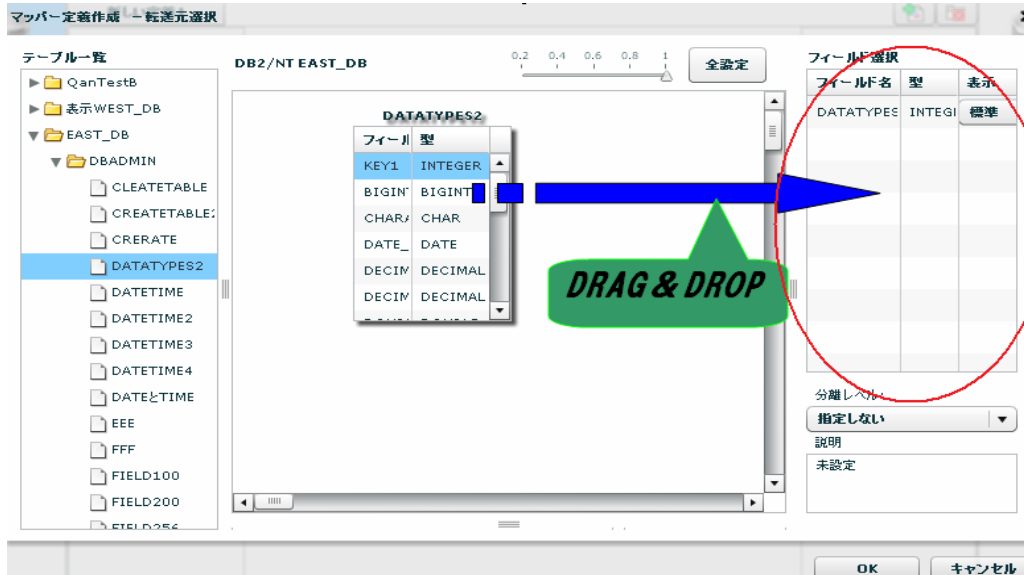 マッパー定義作成 －転送元選択
テーブル一覧
QanTestB
表示WEST_DB
EAST_DB
DBADMIN
CLEATETABLE
CREATETABLE2
CRERATE
DATATYPES2
DATETIME
DATETIME2
DATETIME3
DATETIME4
DATEとTIME
EEE
FFF
FIELD100
FIELD200
FIELD256
DB2/NT EAST_DB
0.2 0.4 0.6 0.8 1
全設定
DATATYPES2
フィール 型
KEY1 INTEGER
BIGIN BIGINT
CHARA CHAR
DATE_ DATE
DECIM DECIMAL
DECIM DECIMAL
DRAG & DROP
フィールド選択
フィールド名 型 表示
DATATYPES INTEGI 標準
分離レベル:
指定しない
説明
未設定
OK キャンセル